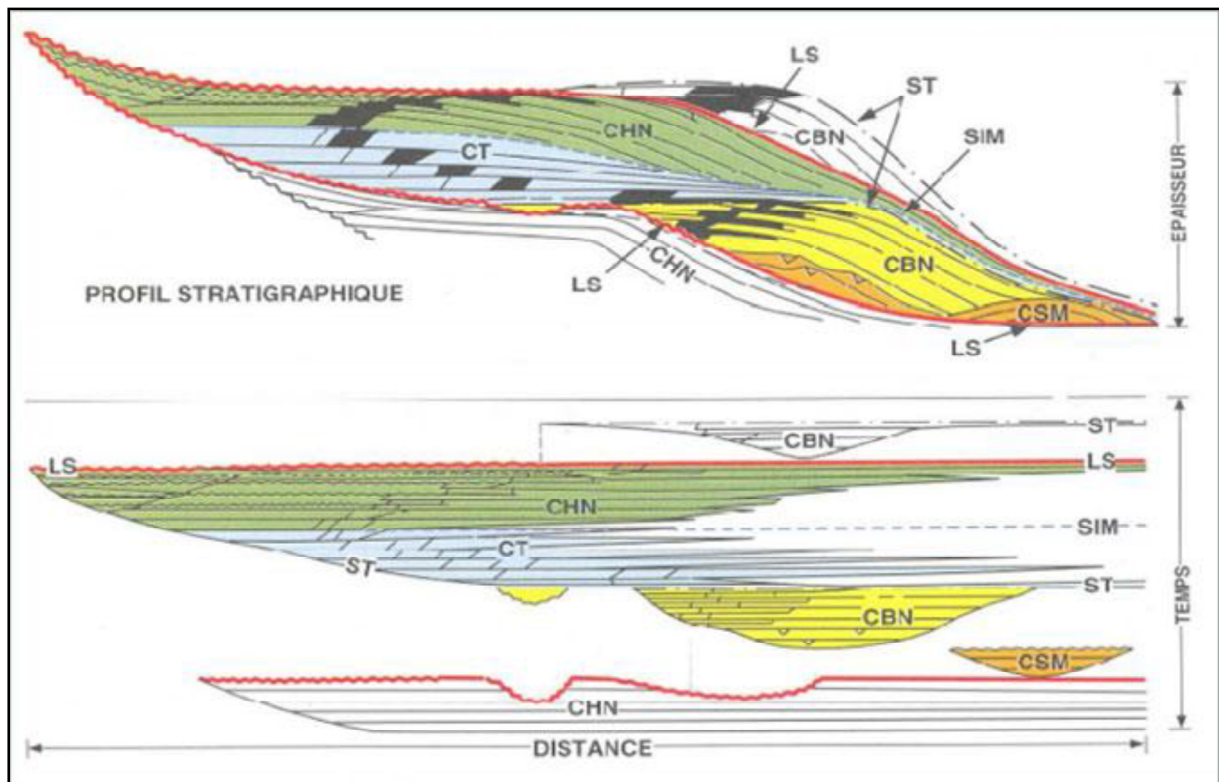 LS
ST
CHN
CBN
SIM
CT
EPAISSEUR
CHN
CBN
LS
PROFIL STRATIGRAPHIQUE
CSM
LS
ST
CBN
LS
LS
CHN
SIM
CT
ST
ST
TEMPS
CBN
CSM
CHN
DISTANCE